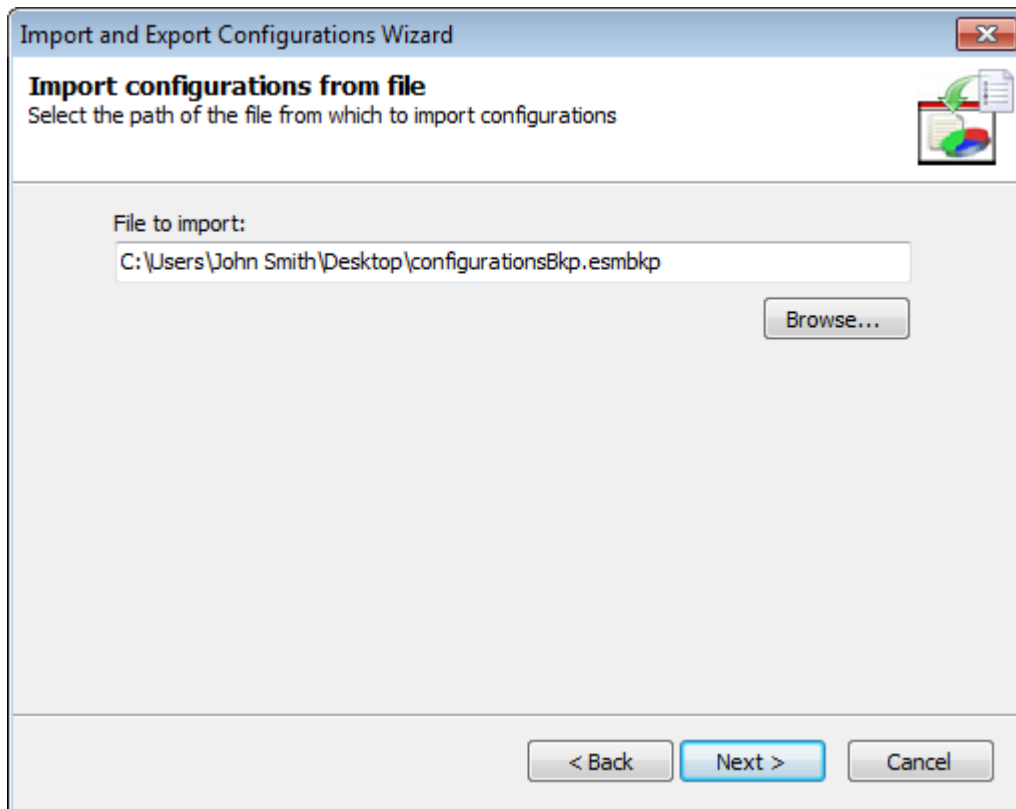 Import and Export Configurations Wizard
Import configurations from file
Select the path of the file from which to import configurations
File to import:
C:\Users\John Smith\Desktop\configurationsBkp.esmbkp
Browse...
< Back Next > Cancel